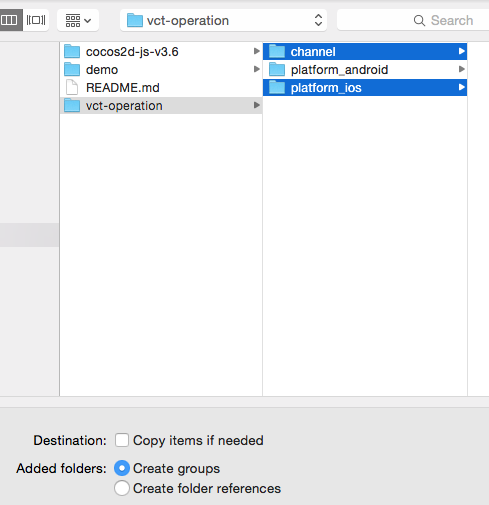 vct-operation
Search
cocos2d-js-v3.6
demo
README.md
vct-operation
channel
platform_android
platform_ios
Destination: Copy items if needed
Added folders: Create groups
Create folder references